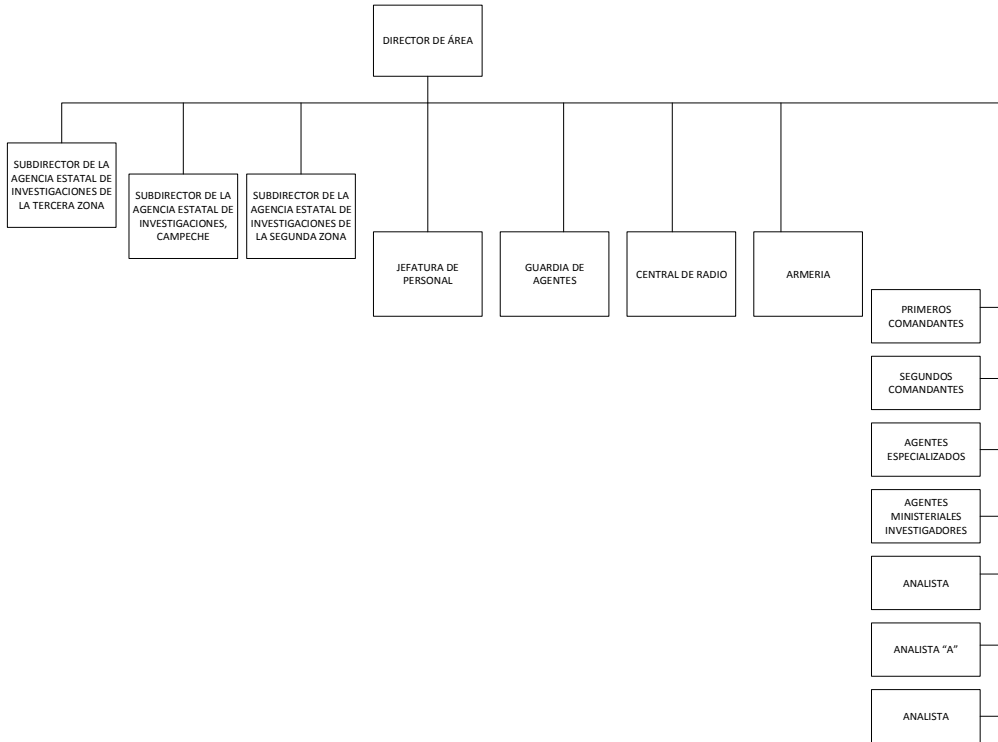 DIRECTOR DE ÁREA
SUBDIRECTOR DE LA
AGENCIA ESTATAL DE
INVESTIGACIONES DE
LA TERCERA ZONA
SUBDIRECTOR DE LA
AGENCIA ESTATAL DE
INVESTIGACIONES,
CAMPECHE
SUBDIRECTOR DE LA
AGENCIA ESTATAL DE
INVESTIGACIONES DE
LA SEGUNDA ZONA
JEFATURA DE
PERSONAL
GUARDIA DE
AGENTES
CENTRAL DE RADIO
ARMERIA
PRIMEROS
COMANDANTES
SEGUNDOS
COMANDANTES
AGENTES
ESPECIALIZADOS
AGENTES
MINISTERIALES
INVESTIGADORES
ANALISTA
ANALISTA “A”
ANALISTA